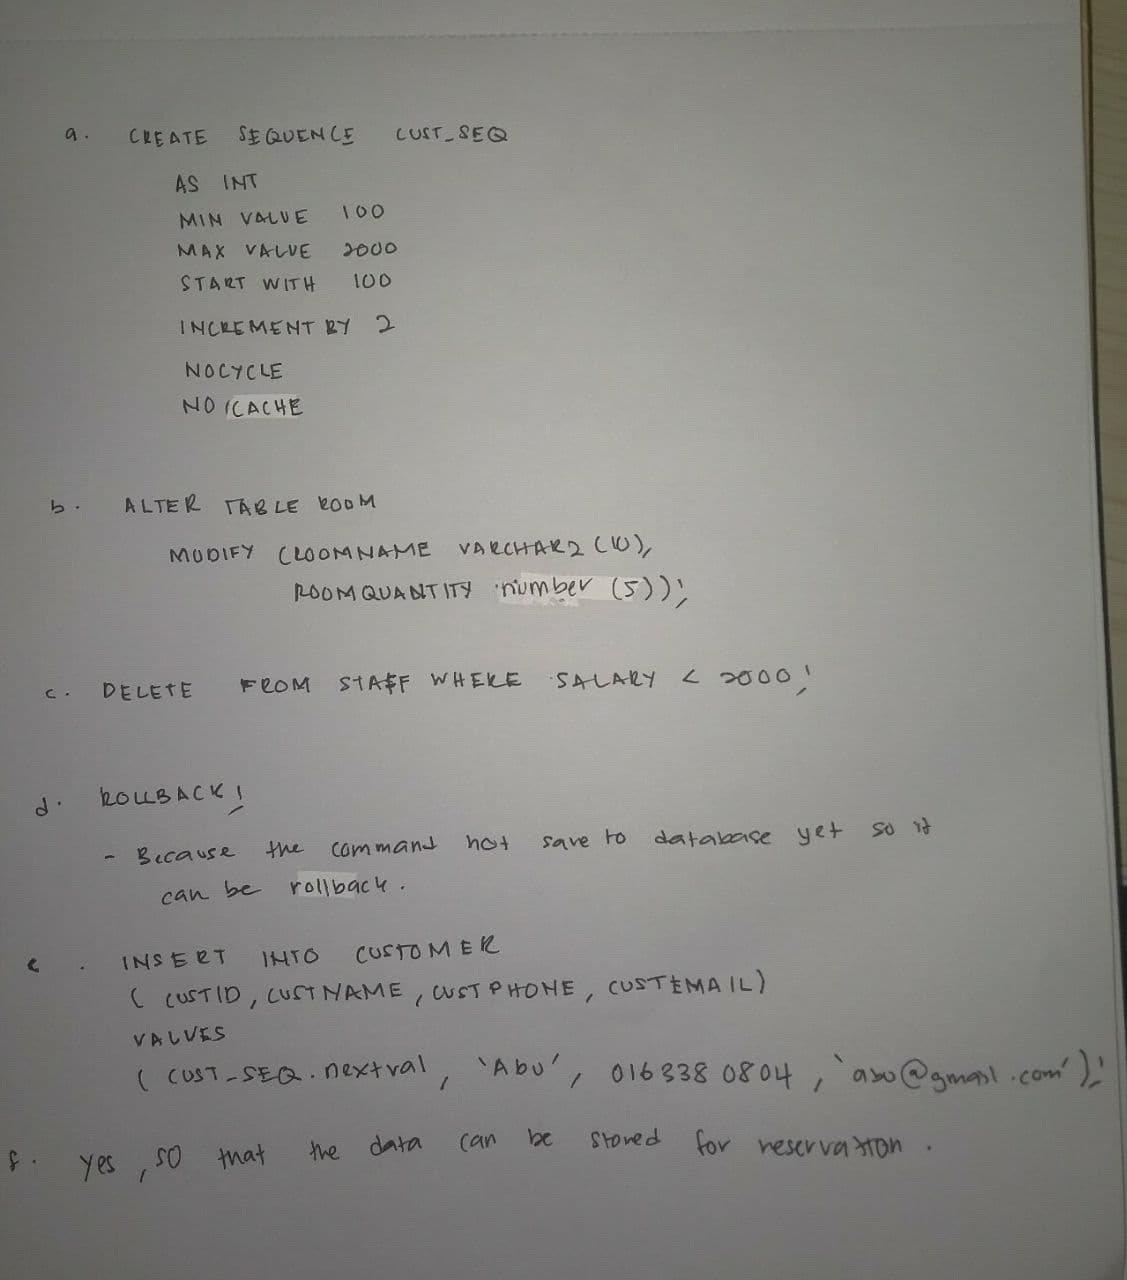 a. CREATE SEQUENCE CUST_SEQ
AS INT
MIN VALUE 100
MAX VALUE 2000
START WITH 100
INCREMENT BY 2
NOCYCLE
NO CACHE
b. ALTER TABLE ROOM
MODIFY (ROOMNAME VARCHAR2 (10),
ROOMQUANTITY number (5));
c. DELETE FROM STAFF WHERE SALARY < 2000;
d. ROLLBACK;
- Because the command not save to database yet so it
can be rollback.
e. INSERT INTO CUSTOMER
( CUSTID, CUSTNAME, CUSTPHONE, CUSTEMAIL)
VALUES
( CUST_SEQ.nextval, 'Abu', 016 338 0804, 'abu@gmail.com');
f. yes, so that the data can be stored for reservation.